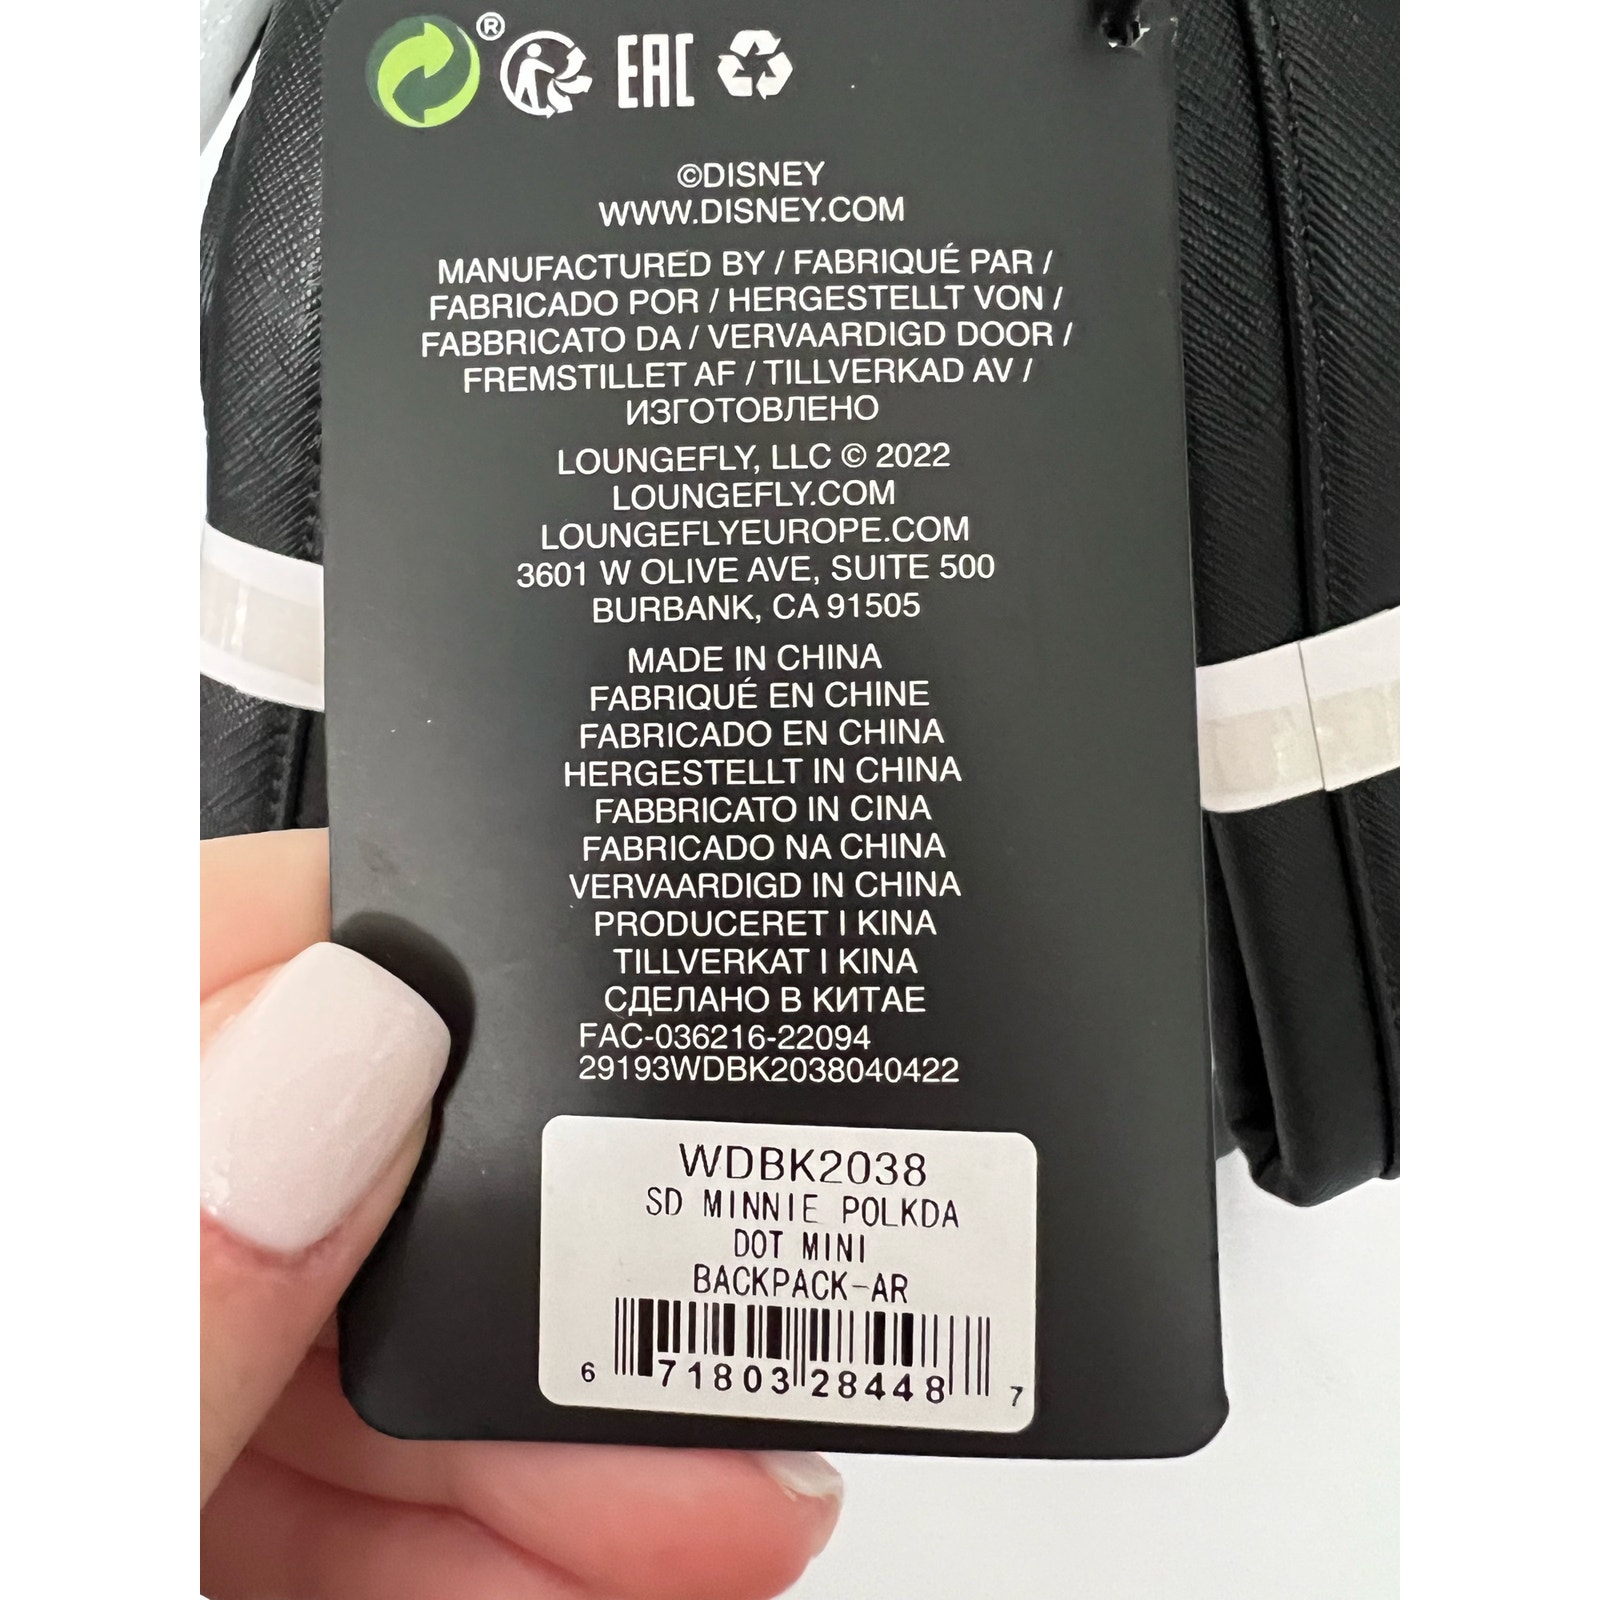 ®
EAC
©DISNEY
WWW.DISNEY.COM
MANUFACTURED BY / FABRIQUÉ PAR /
FABRICADO POR / HERGESTELLT VON /
FABBRICATO DA / VERVAARDIGD DOOR /
FREMSTILLET AF / TILLVERKAD AV /
ИЗГОТОВЛЕНО
LOUNGEFLY, LLC © 2022
LOUNGEFLY.COM
LOUNGEFLYEUROPE.COM
3601 W OLIVE AVE, SUITE 500
BURBANK, CA 91505
MADE IN CHINA
FABRIQUÉ EN CHINE
FABRICADO EN CHINA
HERGESTELLT IN CHINA
FABBRICATO IN CINA
FABRICADO NA CHINA
VERVAARDIGD IN CHINA
PRODUCERET I KINA
TILLVERKAT I KINA
СДЕЛАНО В КИТАЕ
FAC-036216-22094
29193WDBK2038040422
WDBK2038
SD MINNIE POLKDA
DOT MINI
BACKPACK-AR
6 71803 28448 7